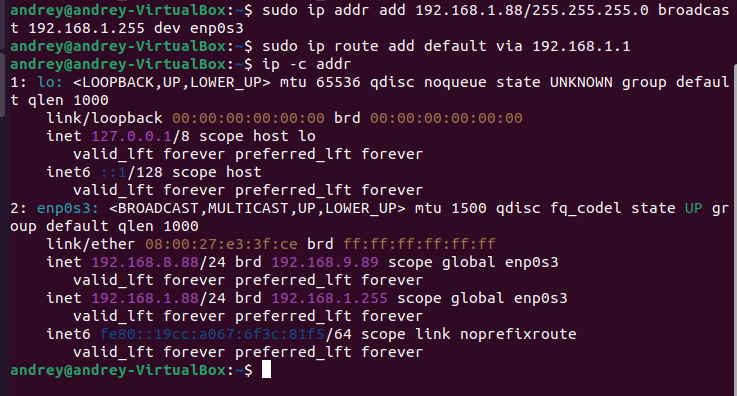 andrey@andrey-VirtualBox:~$ sudo ip addr add 192.168.1.88/255.255.255.0 broadcas
t 192.168.1.255 dev enp0s3
andrey@andrey-VirtualBox:~$ sudo ip route add default via 192.168.1.1
andrey@andrey-VirtualBox:~$ ip -c addr
1: lo: <LOOPBACK,UP,LOWER_UP> mtu 65536 qdisc noqueue state UNKNOWN group defaul
t qlen 1000
    link/loopback 00:00:00:00:00:00 brd 00:00:00:00:00:00
    inet 127.0.0.1/8 scope host lo
       valid_lft forever preferred_lft forever
    inet6 ::1/128 scope host
       valid_lft forever preferred_lft forever
2: enp0s3: <BROADCAST,MULTICAST,UP,LOWER_UP> mtu 1500 qdisc fq_codel state UP gr
oup default qlen 1000
    link/ether 08:00:27:e3:3f:ce brd ff:ff:ff:ff:ff:ff
    inet 192.168.8.88/24 brd 192.168.9.89 scope global enp0s3
       valid_lft forever preferred_lft forever
    inet 192.168.1.88/24 brd 192.168.1.255 scope global enp0s3
       valid_lft forever preferred_lft forever
    inet6 fe80::19cc:a067:6f3c:81f5/64 scope link noprefixroute
       valid_lft forever preferred_lft forever
andrey@andrey-VirtualBox:~$